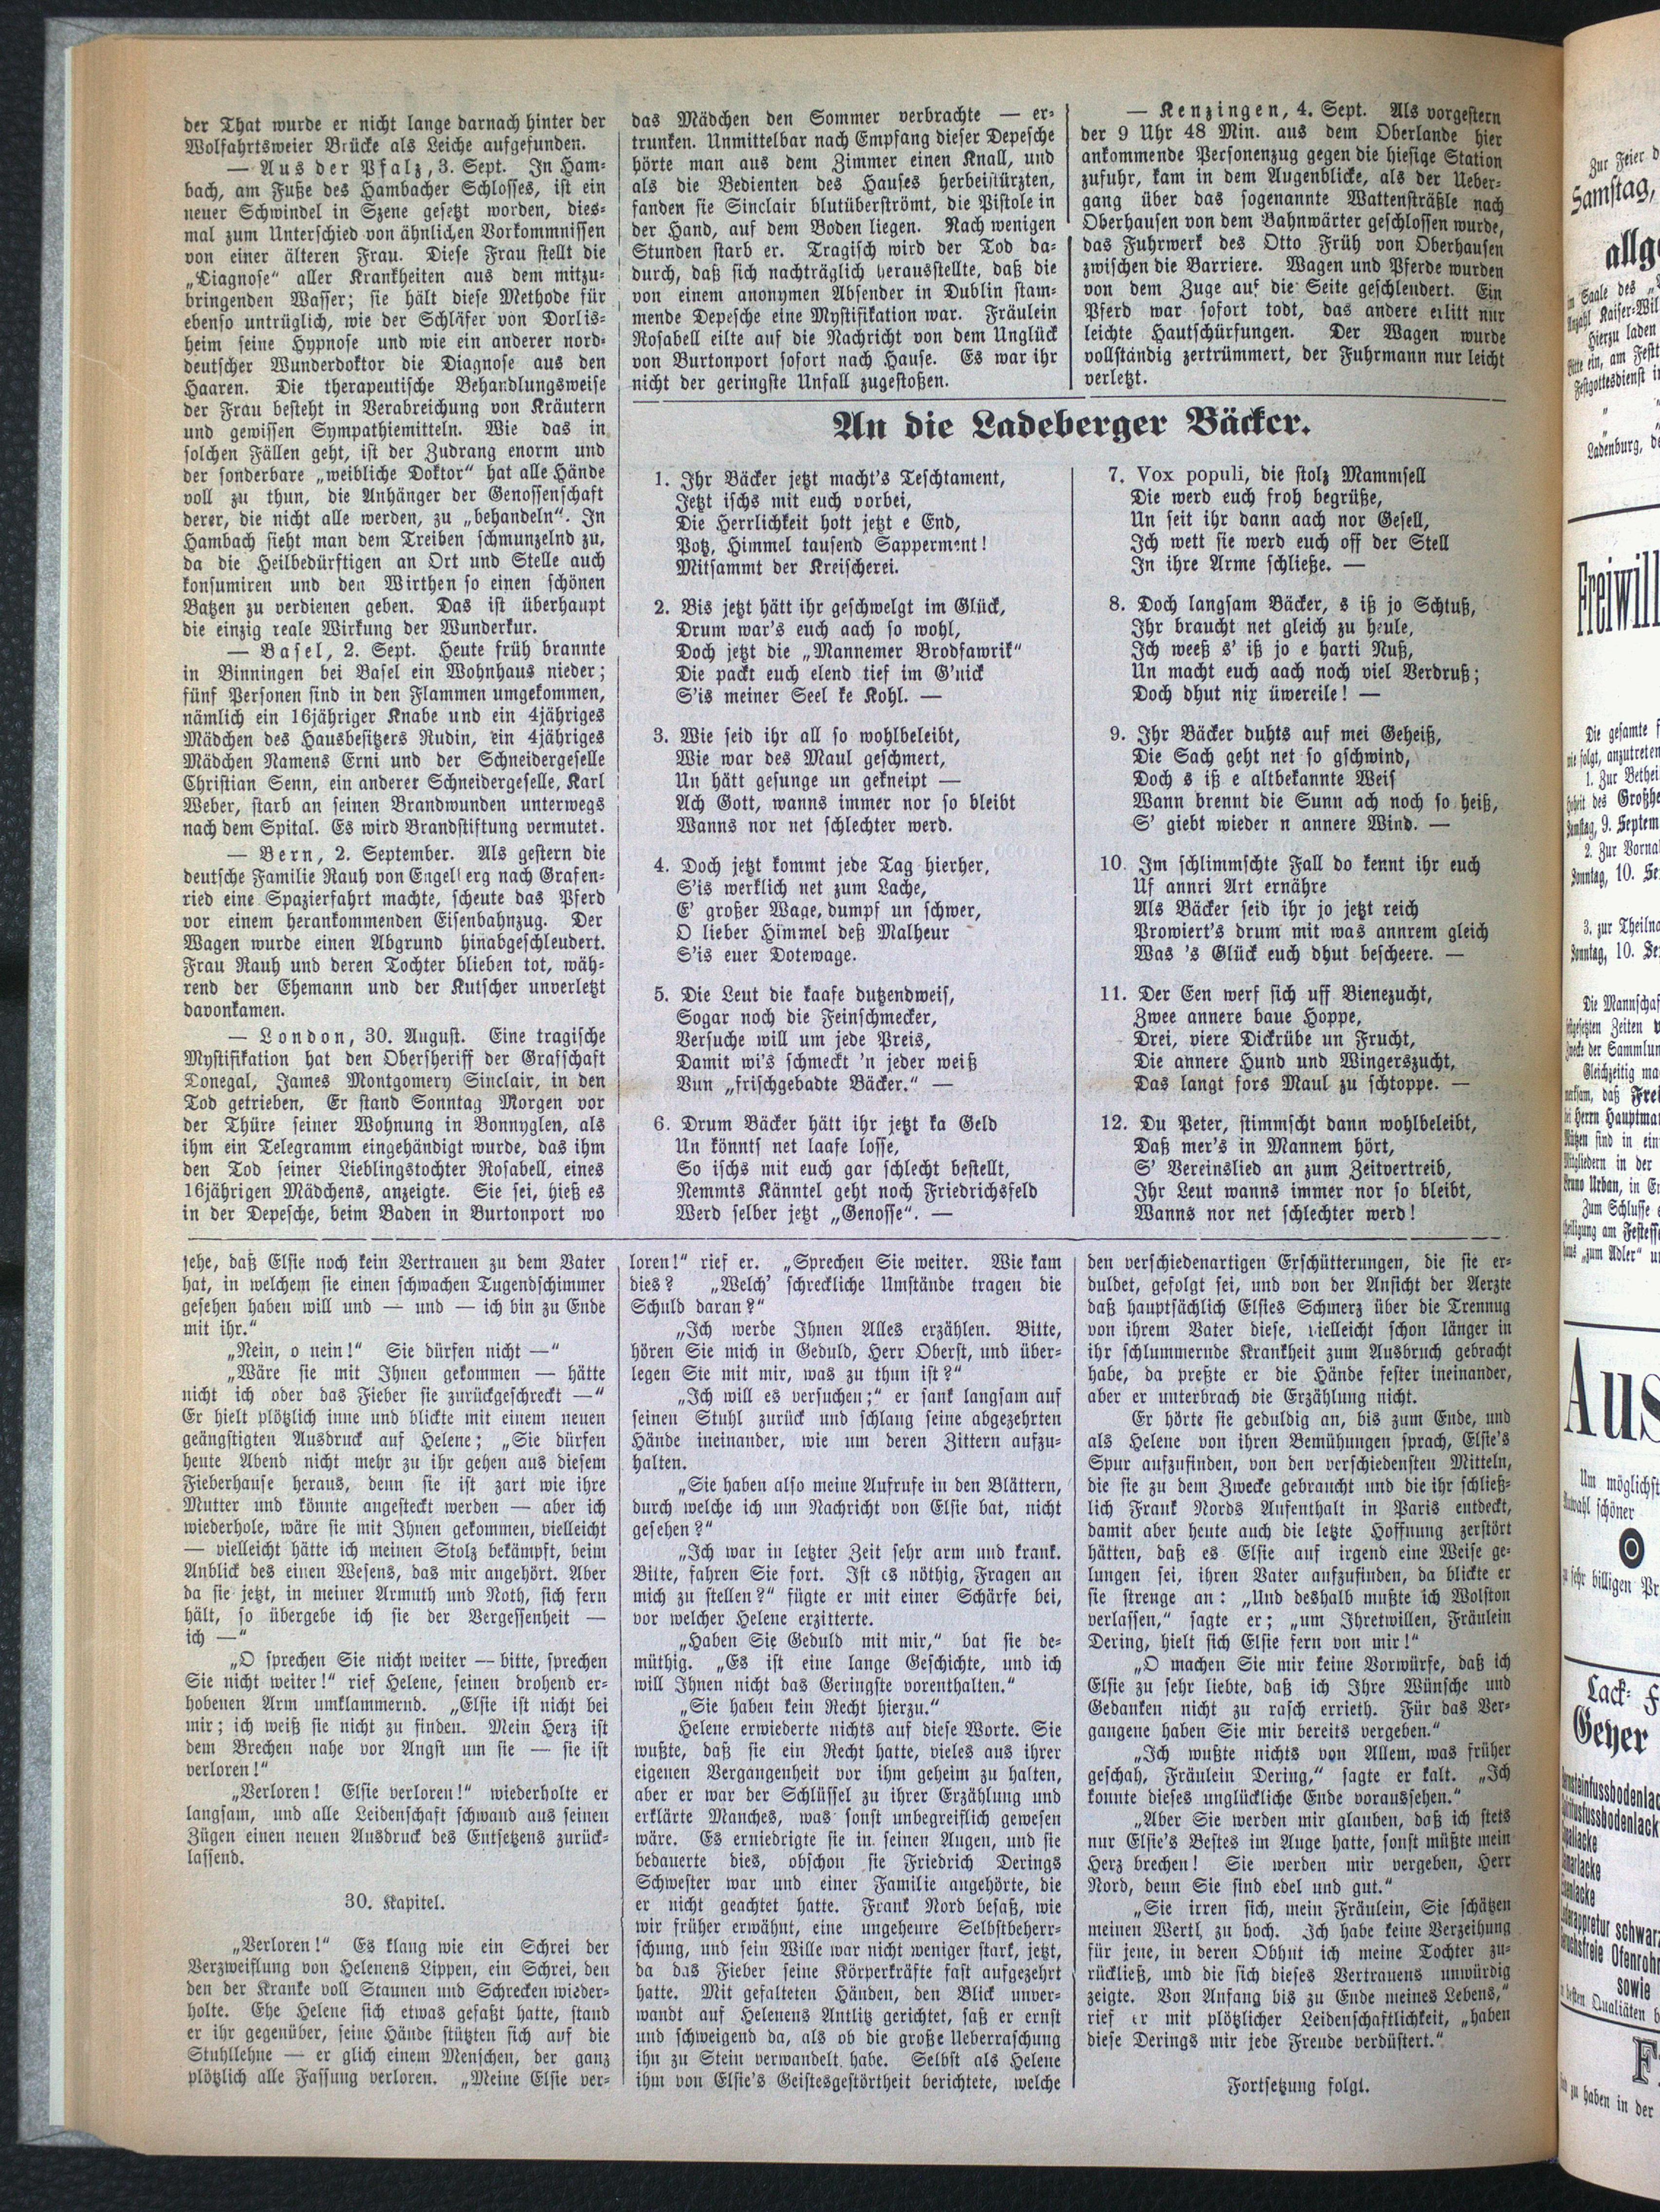 der That wurde er nicht lange darnach hinter der
Wolfahrtsweier Brücke als Leiche aufgefunden.
— Aus der Pfalz, 3. Sept. In Ham-
bach, am Fuße des Hambacher Schlosses, ist ein
neuer Schwindel in Szene gesetzt worden, dies-
mal zum Unterschied von ähnlichen Vorkommnissen
von einer älteren Frau. Diese Frau stellt die
„Diagnose“ aller Krankheiten aus dem mitzu-
bringenden Wasser; sie hält diese Methode für
ebenso untrüglich, wie der Schläfer von Dorlis-
heim seine Hypnose und wie ein anderer nord-
deutscher Wunderdoktor die Diagnose aus den
Haaren. Die therapeutische Behandlungsweise
der Frau besteht in Verabreichung von Kräutern
und gewissen Sympathiemitteln. Wie das in
solchen Fällen geht, ist der Zudrang enorm und
der sonderbare „weibliche Doktor“ hat alle Hände
voll zu thun, die Anhänger der Genossenschaft
derer, die nicht alle werden, zu „behandeln“. In
Hambach sieht man dem Treiben schmunzelnd zu,
da die Heilbedürftigen an Ort und Stelle auch
konsumiren und den Wirthen so einen schönen
Batzen zu verdienen geben. Das ist überhaupt
die einzig reale Wirkung der Wunderkur.
— Basel, 2. Sept. Heute früh brannte
in Binningen bei Basel ein Wohnhaus nieder;
fünf Personen sind in den Flammen umgekommen,
nämlich ein 16jähriger Knabe und ein 4jähriges
Mädchen des Hausbesitzers Rudin, ein 4jähriges
Mädchen Namens Erni und der Schneidergeselle
Christian Senn, ein anderer Schneidergeselle, Karl
Weber, starb an seinen Brandwunden unterwegs
nach dem Spital. Es wird Brandstiftung vermutet.
— Bern, 2. September. Als gestern die
deutsche Familie Rauh von Engelberg nach Grafen-
ried eine Spazierfahrt machte, scheute das Pferd
vor einem herankommenden Eisenbahnzug. Der
Wagen wurde einen Abgrund hinabgeschleudert.
Frau Rauh und deren Tochter blieben tot, wäh-
rend der Ehemann und der Kutscher unverletzt
davonkamen.
— London, 30. August. Eine tragische
Mystifikation hat den Obersheriff der Grafschaft
Donegal, James Montgomery Sinclair, in den
Tod getrieben. Er stand Sonntag Morgen vor
der Thüre seiner Wohnung in Bonnyglen, als
ihm ein Telegramm eingehändigt wurde, das ihm
den Tod seiner Lieblingstochter Rosabell, eines
16jährigen Mädchens, anzeigte. Sie sei, hieß es
in der Depesche, beim Baden in Burtonport wo
das Mädchen den Sommer verbrachte — er-
trunken. Unmittelbar nach Empfang dieser Depesche
hörte man aus dem Zimmer einen Knall, und
als die Bedienten des Hauses herbeistürzten,
fanden sie Sinclair blutüberströmt, die Pistole in
der Hand, auf dem Boden liegen. Nach wenigen
Stunden starb er. Tragisch wird der Tod da-
durch, daß sich nachträglich herausstellte, daß die
von einem anonymen Absender in Dublin stam-
mende Depesche eine Mystifikation war. Fräulein
Rosabell eilte auf die Nachricht von dem Unglück
von Burtonport sofort nach Hause. Es war ihr
nicht der geringste Unfall zugestoßen.
— Kenzingen, 4. Sept. Als vorgestern
der 9 Uhr 48 Min. aus dem Oberlande hier
ankommende Personenzug gegen die hiesige Station
zufuhr, kam in dem Augenblicke, als der Ueber-
gang über das sogenannte Wattensträßle nach
Oberhausen von dem Bahnwärter geschlossen wurde,
das Fuhrwerk des Otto Früh von Oberhausen
zwischen die Barriere. Wagen und Pferde wurden
von dem Zuge auf die Seite geschleudert. Ein
Pferd war sofort todt, das andere erlitt nur
leichte Hautschürfungen. Der Wagen wurde
vollständig zertrümmert, der Fuhrmann nur leicht
verletzt.
An die Ladeberger Bäcker.
1. Ihr Bäcker jetzt macht's Teschtament,
Jetzt ischs mit euch vorbei,
Die Herrlichkeit hott jetzt e End,
Potz, Himmel tausend Sapperment!
Mitsammt der Kreischerei.
2. Bis jetzt hätt ihr geschwelgt im Glück,
Drum war's euch aach so wohl,
Doch jetzt die „Mannemer Brodfawrik“
Die packt euch elend tief im G'nick
S'is meiner Seel ke Kohl. —
3. Wie seid ihr all so wohlbeleibt,
Wie war des Maul geschmert,
Un hätt gesunge un gekneipt —
Ach Gott, wanns immer nor so bleibt
Wanns nor net schlechter werd.
4. Doch jetzt kommt jede Tag hierher,
S'is werklich net zum Lache,
E' großer Wage, dumpf un schwer,
O lieber Himmel deß Malheur
S'is euer Dotewage.
5. Die Leut die kaafe dutzendweis,
Sogar noch die Feinschmecker,
Versuche will um jede Preis,
Damit wi's schmeckt 'n jeder weiß
Vun „frischgebadte Bäcker.“ —
6. Drum Bäcker hätt ihr jetzt ka Geld
Un könnts net laafe losse,
So ischs mit euch gar schlecht bestellt,
Nemmts Känntel geht noch Friedrichsfeld
Werd selber jetzt „Genosse“. —
7. Vox populi, die stolz Mammsell
Die werd euch froh begrüße,
Un seit ihr dann aach nor Gesell,
Ich wett sie werd euch off der Stell
In ihre Arme schließe. —
8. Doch langsam Bäcker, s iß jo Schtuß,
Ihr braucht net gleich zu heule,
Ich weeß s' iß jo e harti Nuß,
Un macht euch aach noch viel Verdruß;
Doch dhut nix üwereile! —
9. Ihr Bäcker duhts auf mei Geheiß,
Die Sach geht net so gschwind,
Doch s iß e altbekannte Weis
Wann brennt die Sunn ach noch so heiß,
S' giebt wieder n annere Wind. —
10. Im schlimmschte Fall do kennt ihr euch
Uf annri Art ernähre
Als Bäcker seid ihr jo jetzt reich
Prowiert's drum mit was annrem gleich
Was 's Glück euch dhut bescheere. —
11. Der Een werf sich uff Bienezucht,
Zwee annere baue Hoppe,
Drei, viere Dickrübe un Frucht,
Die annere Hund und Wingerszucht,
Das langt fors Maul zu schtoppe. —
12. Du Peter, stimmscht dann wohlbeleibt,
Daß mer's in Mannem hört,
S' Vereinslied an zum Zeitvertreib,
Ihr Leut wanns immer nor so bleibt,
Wanns nor net schlechter werd!
sehe, daß Elsie noch kein Vertrauen zu dem Vater
hat, in welchem sie einen schwachen Tugendschimmer
gesehen haben will und — und — ich bin zu Ende
mit ihr.“
„Nein, o nein!“ Sie dürfen nicht —“
„Wäre sie mit Ihnen gekommen — hätte
nicht ich oder das Fieber sie zurückgeschreckt —“
Er hielt plötzlich inne und blickte mit einem neuen
geängstigten Ausdruck auf Helene; „Sie dürfen
heute Abend nicht mehr zu ihr gehen aus diesem
Fieberhause heraus, denn sie ist zart wie ihre
Mutter und könnte angesteckt werden — aber ich
wiederhole, wäre sie mit Ihnen gekommen, vielleicht
— vielleicht hätte ich meinen Stolz bekämpft, beim
Anblick des einen Wesens, das mir angehört. Aber
da sie jetzt, in meiner Armuth und Noth, sich fern
hält, so übergebe ich sie der Vergessenheit —
ich —“
„O sprechen Sie nicht weiter — bitte, sprechen
Sie nicht weiter!“ rief Helene, seinen drohend er-
hobenen Arm umklammernd. „Elsie ist nicht bei
mir; ich weiß sie nicht zu finden. Mein Herz ist
dem Brechen nahe vor Angst um sie — sie ist
verloren!“
„Verloren! Elsie verloren!“ wiederholte er
langsam, und alle Leidenschaft schwand aus seinen
Zügen einen neuen Ausdruck des Entsetzens zurück-
lassend.
30. Kapitel.
„Verloren!“ Es klang wie ein Schrei der
Verzweiflung von Helenens Lippen, ein Schrei, den
den der Kranke voll Staunen und Schrecken wieder-
holte. Ehe Helene sich etwas gefaßt hatte, stand
er ihr gegenüber, seine Hände stützten sich auf die
Stuhllehne — er glich einem Menschen, der ganz
plötzlich alle Fassung verloren. „Meine Elsie ver-
loren!“ rief er. „Sprechen Sie weiter. Wie kam
dies? „Welch' schreckliche Umstände tragen die
Schuld daran?“
„Ich werde Ihnen Alles erzählen. Bitte,
hören Sie mich in Geduld, Herr Oberst, und über-
legen Sie mit mir, was zu thun ist?“
„Ich will es versuchen;“ er sank langsam auf
seinen Stuhl zurück und schlang seine abgezehrten
Hände ineinander, wie um deren Zittern aufzu-
halten.
„Sie haben also meine Aufrufe in den Blättern,
durch welche ich um Nachricht von Elsie bat, nicht
gesehen?“
„Ich war in letzter Zeit sehr arm und krank.
Bitte, fahren Sie fort. Ist es nöthig, Fragen an
mich zu stellen?“ fügte er mit einer Schärfe bei,
vor welcher Helene erzitterte.
„Haben Sie Geduld mit mir,“ bat sie de-
müthig. „Es ist eine lange Geschichte, und ich
will Ihnen nicht das Geringste vorenthalten.“
„Sie haben kein Recht hierzu.“
Helene erwiederte nichts auf diese Worte. Sie
wußte, daß sie ein Recht hatte, vieles aus ihrer
eigenen Vergangenheit vor ihm geheim zu halten,
aber er war der Schlüssel zu ihrer Erzählung und
erklärte Manches, was sonst unbegreiflich gewesen
wäre. Es erniedrigte sie in seinen Augen, und sie
bedauerte dies, obschon sie Friedrich Derings
Schwester war und einer Familie angehörte, die
er nicht geachtet hatte. Frank Nord besaß, wie
wir früher erwähnt, eine ungeheure Selbstbeherr-
schung, und sein Wille war nicht weniger stark, jetzt,
da das Fieber seine Körperkräfte fast aufgezehrt
hatte. Mit gefalteten Händen, den Blick unver-
wandt auf Helenens Antlitz gerichtet, saß er ernst
und schweigend da, als ob die große Ueberraschung
ihn zu Stein verwandelt habe. Selbst als Helene
ihm von Elsie's Geistesgestörtheit berichtete, welche
den verschiedenartigen Erschütterungen, die sie er-
duldet, gefolgt sei, und von der Ansicht der Aerzte
daß hauptsächlich Elsies Schmerz über die Trennug
von ihrem Vater diese, vielleicht schon länger in
ihr schlummernde Krankheit zum Ausbruch gebracht
habe, da preßte er die Hände fester ineinander,
aber er unterbrach die Erzählung nicht.
Er hörte sie geduldig an, bis zum Ende, und
als Helene von ihren Bemühungen sprach, Elsie's
Spur aufzufinden, von den verschiedensten Mitteln,
die sie zu dem Zwecke gebraucht und die ihr schließ-
lich Frank Nords Aufenthalt in Paris entdeckt,
damit aber heute auch die letzte Hoffnung zerstört
hätten, daß es Elsie auf irgend eine Weise ge-
lungen sei, ihren Vater aufzufinden, da blickte er
sie strenge an: „Und deshalb mußte ich Wolston
verlassen,“ sagte er; „um Ihretwillen, Fräulein
Dering, hielt sich Elsie fern von mir!“
„O machen Sie mir keine Vorwürfe, daß ich
Elsie zu sehr liebte, daß ich Ihre Wünsche und
Gedanken nicht zu rasch errieth. Für das Ver-
gangene haben Sie mir bereits vergeben.“
„Ich wußte nichts von Allem, was früher
geschah, Fräulein Dering,“ sagte er kalt. „Ich
konnte dieses unglückliche Ende voraussehen.“
„Aber Sie werden mir glauben, daß ich stets
nur Elsie's Bestes im Auge hatte, sonst müßte mein
Herz brechen! Sie werden mir vergeben, Herr
Nord, denn Sie sind edel und gut.“
„Sie irren sich, mein Fräulein, Sie schätzen
meinen Werth zu hoch. Ich habe keine Verzeihung
für jene, in deren Obhut ich meine Tochter zu-
rückließ, und die sich dieses Vertrauens unwürdig
zeigte. Von Anfang bis zu Ende meines Lebens,“
rief er mit plötzlicher Leidenschaftlichkeit, „haben
diese Derings mir jede Freude verdüstert.“
Fortsetzung folgt.
Zur Feier
Samstag,
im Saale des
Hierzu laden
Bitte ein, am
Festgottesdienst
Ladenburg,
Die gesamte
wie folgt, anzutreten
1. Zur
des
Samstag, 9.
2. Zur
Sonntag, 10.
3. zur
Sonntag, 10.
Die
Zeiten
der
Gleichzeitig
daß
Herrn
sind in
in der
Bruno Urban, in
Zum Schlusse
am
„zum Adler“
Um möglichst
schöner
sehr billigen
Lack-
Geyer
sowie
Qualiäten
zu haben in der